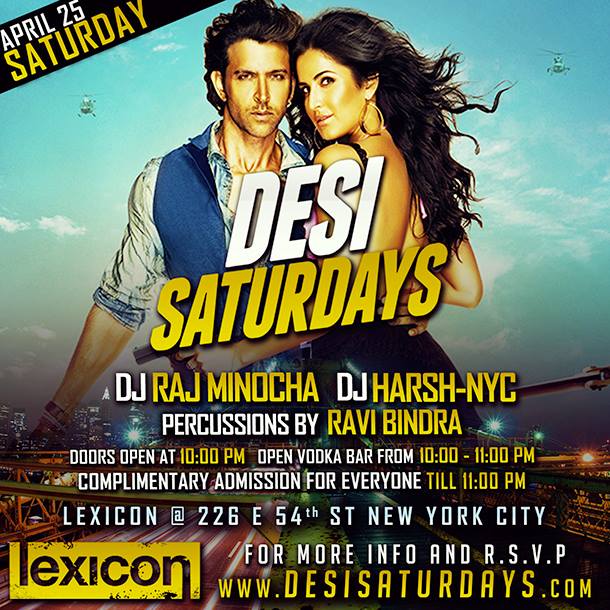 APRIL 25
SATURDAY
DESI
SATURDAYS
DJ RAJ MINOCHA DJ HARSH-NYC
PERCUSSIONS BY RAVI BINDRA
DOORS OPEN AT 10:00 PM OPEN VODKA BAR FROM 10:00 - 11:00 PM
COMPLIMENTARY ADMISSION FOR EVERYONE TILL 11:00 PM
LEXICON @ 226 E 54th ST NEW YORK CITY
lexicon
// FOR MORE INFO AND R.S.V.P
WWW.DESISATURDAYS.COM